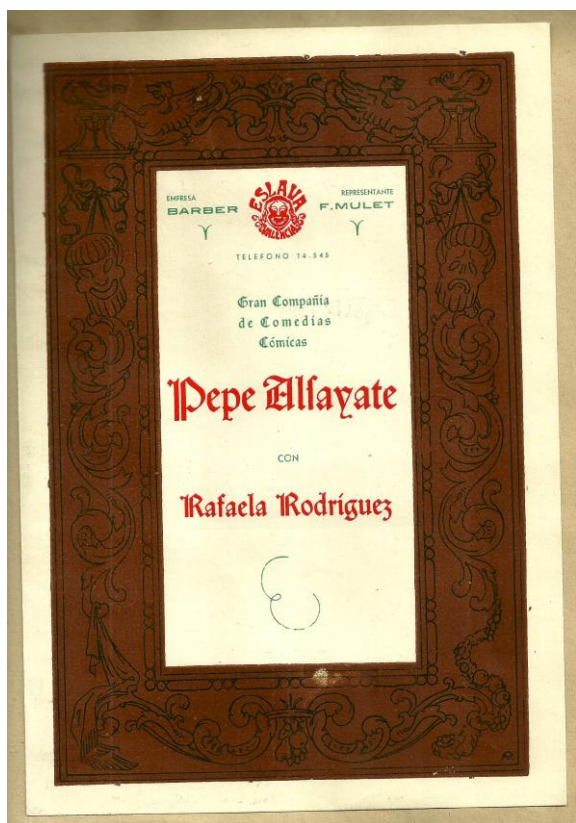 EMPRESA
BARBER
ESLAVA
VALENCIA
REPRESENTANTE
F. MULET
TELEFONO 14.545
Gran Compañía
de Comedias
Cómicas
Pepe Alfayate
CON
Rafaela Rodríguez